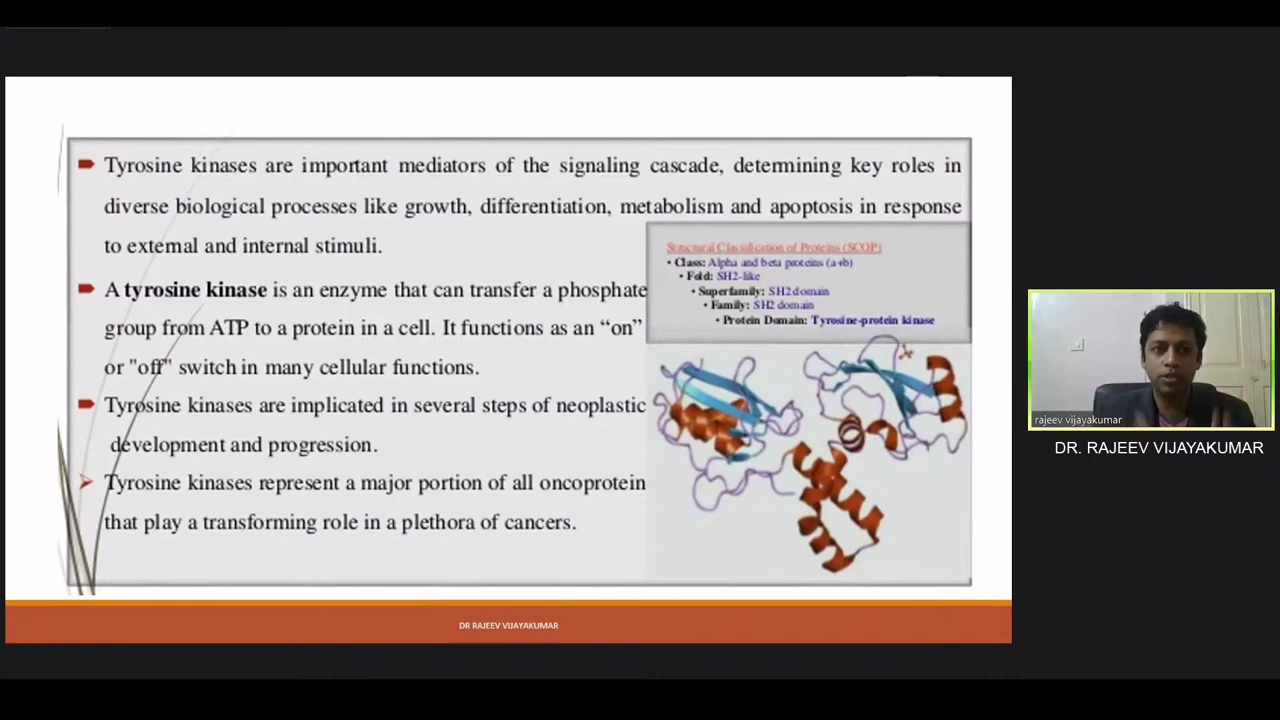 Tyrosine kinases are important mediators of the signaling cascade, determining key roles in
diverse biological processes like growth, differentiation, metabolism and apoptosis in response
to external and internal stimuli.
A tyrosine kinase is an enzyme that can transfer a phosphate
group from ATP to a protein in a cell. It functions as an “on”
or "off" switch in many cellular functions.
Tyrosine kinases are implicated in several steps of neoplastic
development and progression.
Tyrosine kinases represent a major portion of all oncoprotein
that play a transforming role in a plethora of cancers.
Structural Classification of Proteins (SCOP)
• Class: Alpha and beta proteins (a+b)
• Fold: SH2-like
• Superfamily: SH2 domain
• Family: SH2 domain
• Protein Domain: Tyrosine-protein kinase
DR RAJEEV VIJAYAKUMAR
rajeev vijayakumar
DR. RAJEEV VIJAYAKUMAR